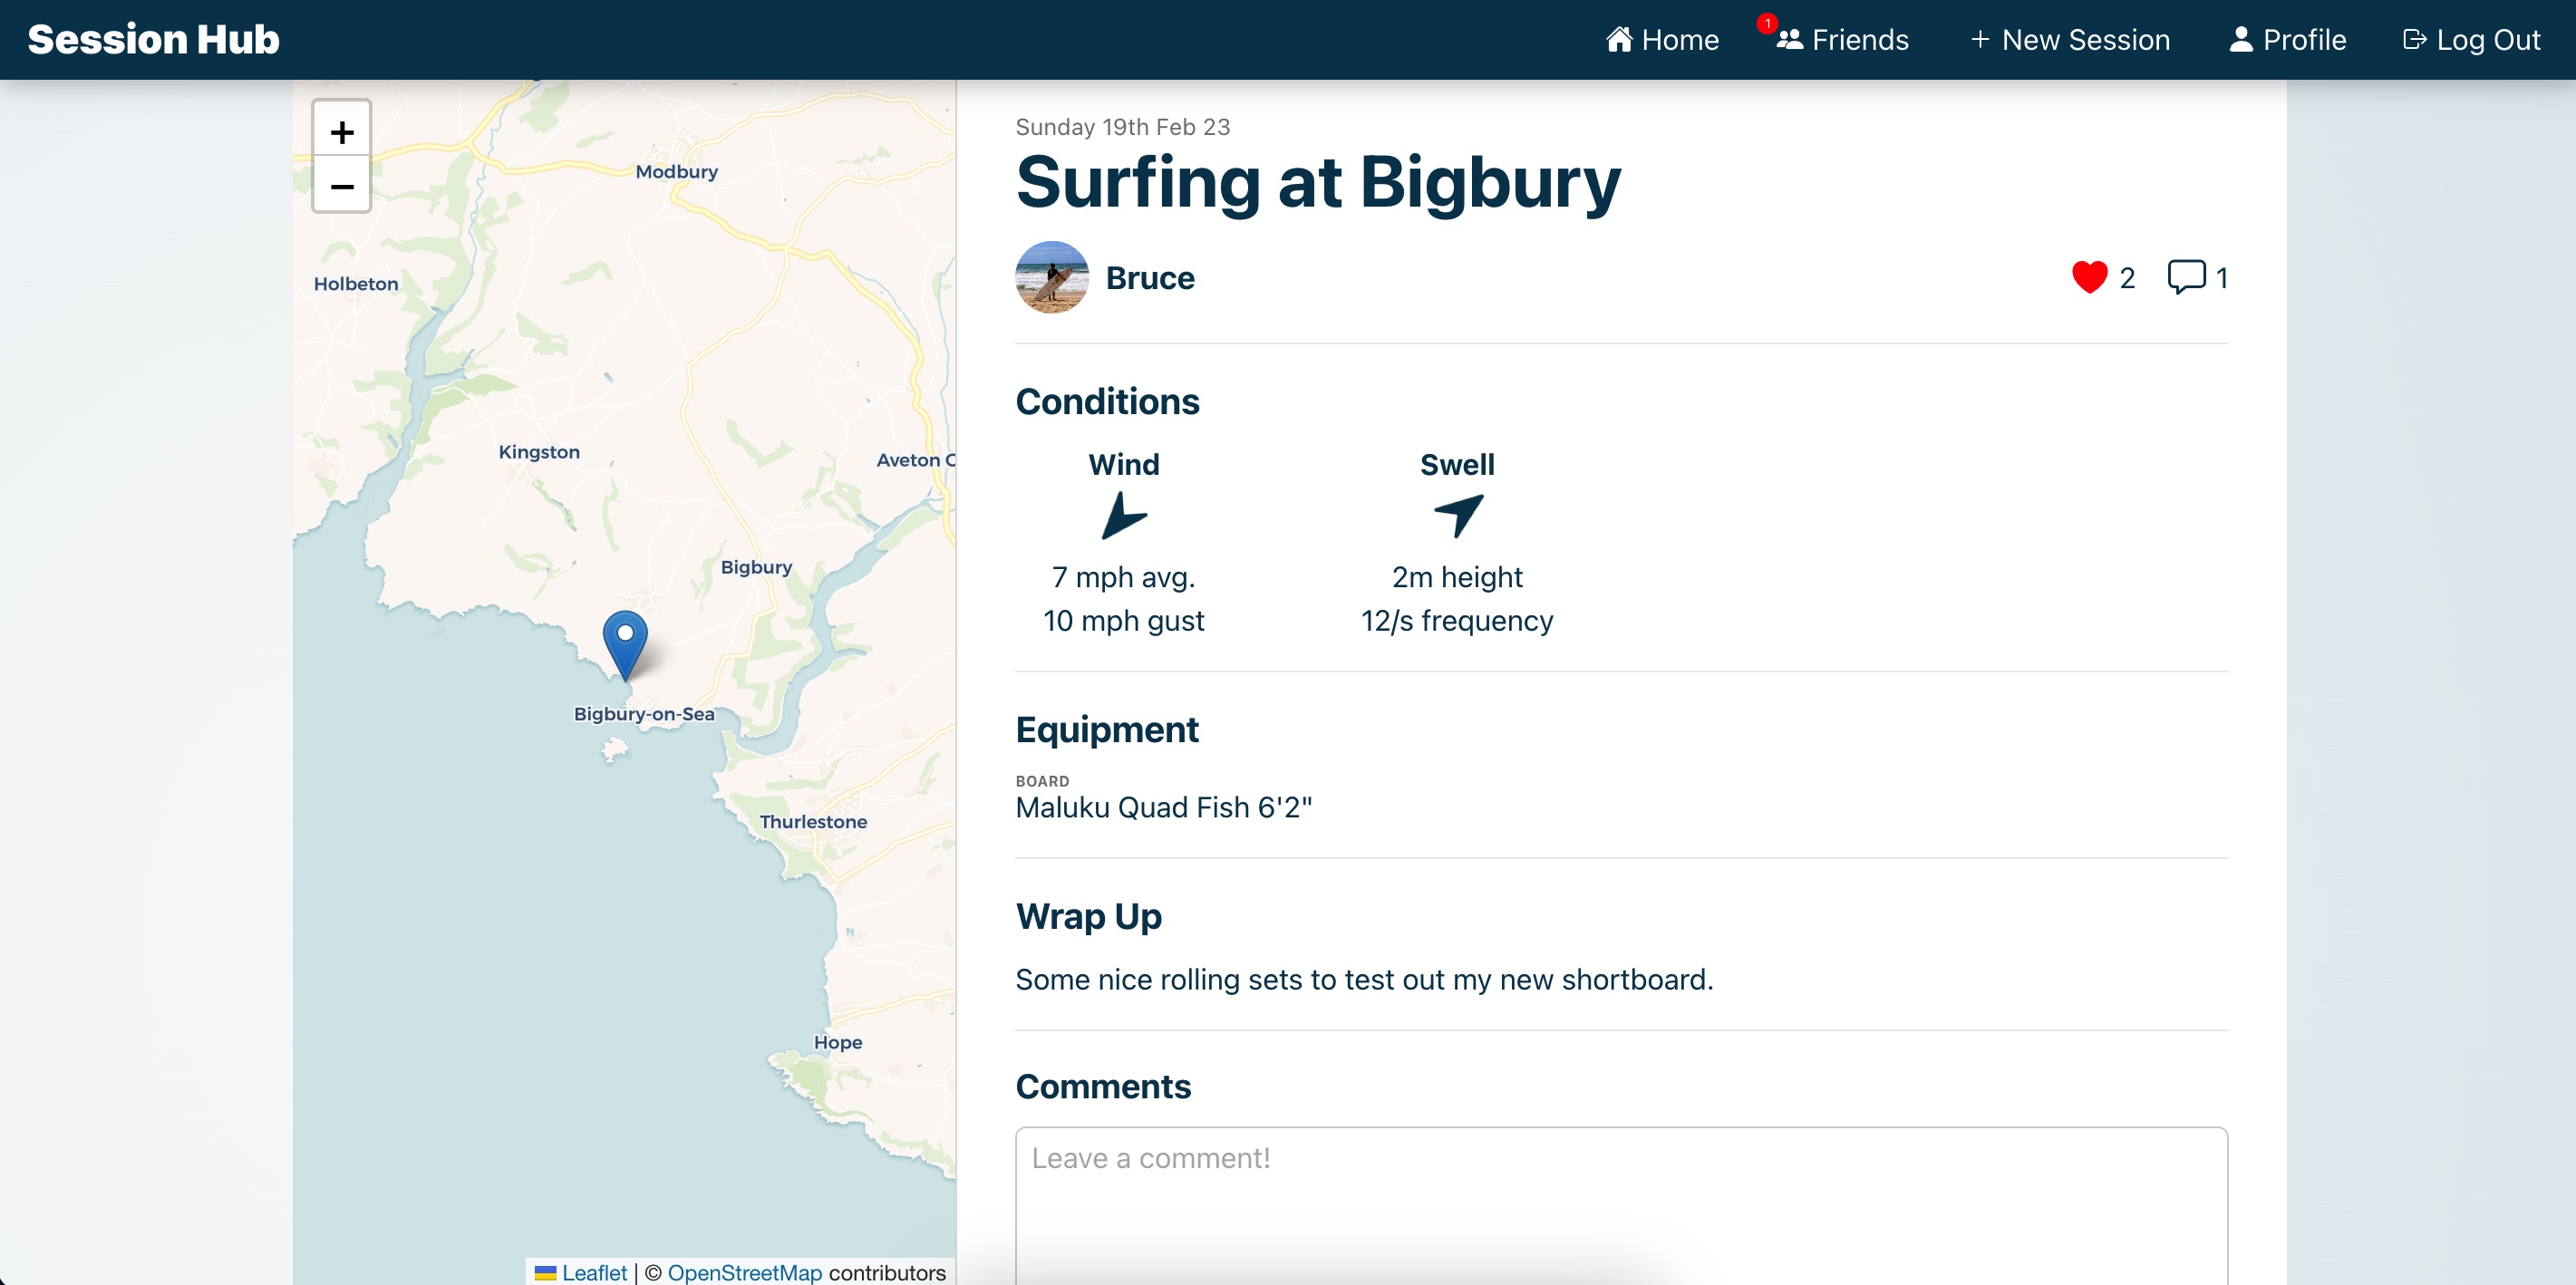 Session Hub
Home
1
Friends
+ New Session
Profile
Log Out
+
−
Modbury
Holbeton
Kingston
Aveton G
Bigbury
Bigbury-on-Sea
Thurlestone
Hope
Leaflet | © OpenStreetMap contributors
Sunday 19th Feb 23
Surfing at Bigbury
Bruce
2
1
Conditions
Wind
7 mph avg.
10 mph gust
Swell
2m height
12/s frequency
Equipment
BOARD
Maluku Quad Fish 6'2"
Wrap Up
Some nice rolling sets to test out my new shortboard.
Comments
Leave a comment!